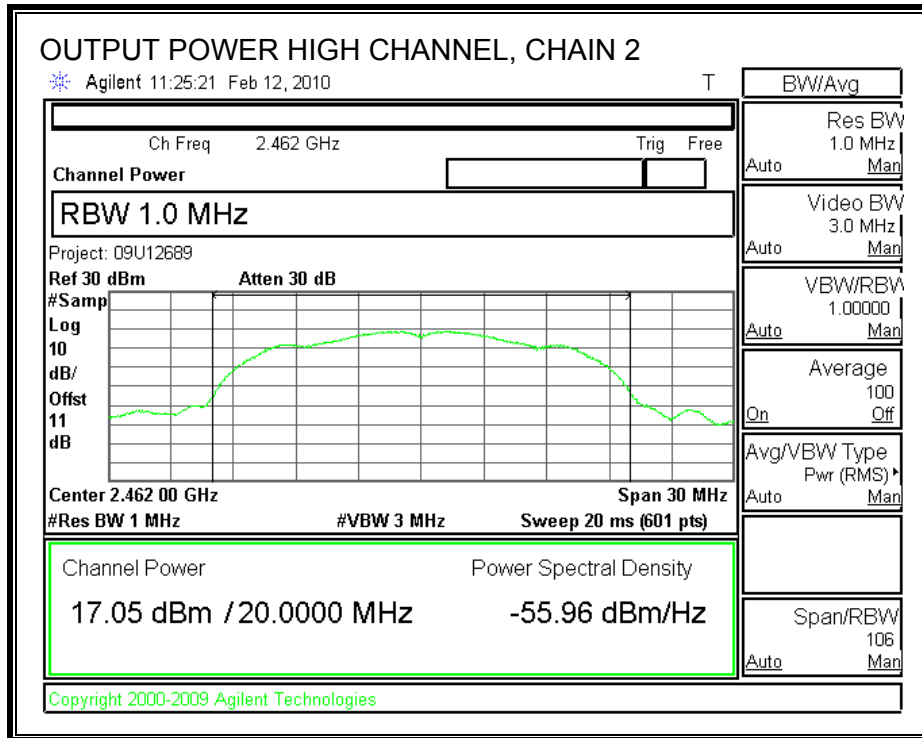 OUTPUT POWER HIGH CHANNEL, CHAIN 2
Agilent 11:25:21 Feb 12, 2010 T
BW/Avg
Ch Freq 2.462 GHz Trig Free
Channel Power
RBW 1.0 MHz
Project: 09U12689
Ref 30 dBm Atten 30 dB
#Samp
Log
10
dB/
Offst
11
dB
Center 2.462 00 GHz Span 30 MHz
#Res BW 1 MHz #VBW 3 MHz Sweep 20 ms (601 pts)
Channel Power Power Spectral Density
17.05 dBm / 20.0000 MHz -55.96 dBm/Hz
Copyright 2000-2009 Agilent Technologies
Res BW
1.0 MHz
Auto Man
Video BW
3.0 MHz
Auto Man
VBW/RBW
1.00000
Auto Man
Average
100
On Off
Avg/VBW Type
Pwr (RMS)
Auto Man
Span/RBW
106
Auto Man